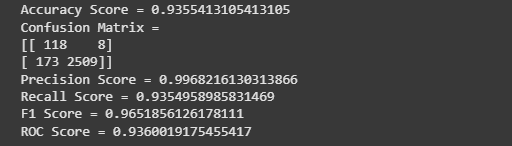 Accuracy Score = 0.9355413105413105
Confusion Matrix =
[[ 118    8]
[ 173 2509]]
Precision Score = 0.9968216130313866
Recall Score = 0.9354958985831469
F1 Score = 0.9651856126178111
ROC Score = 0.9360019175455417